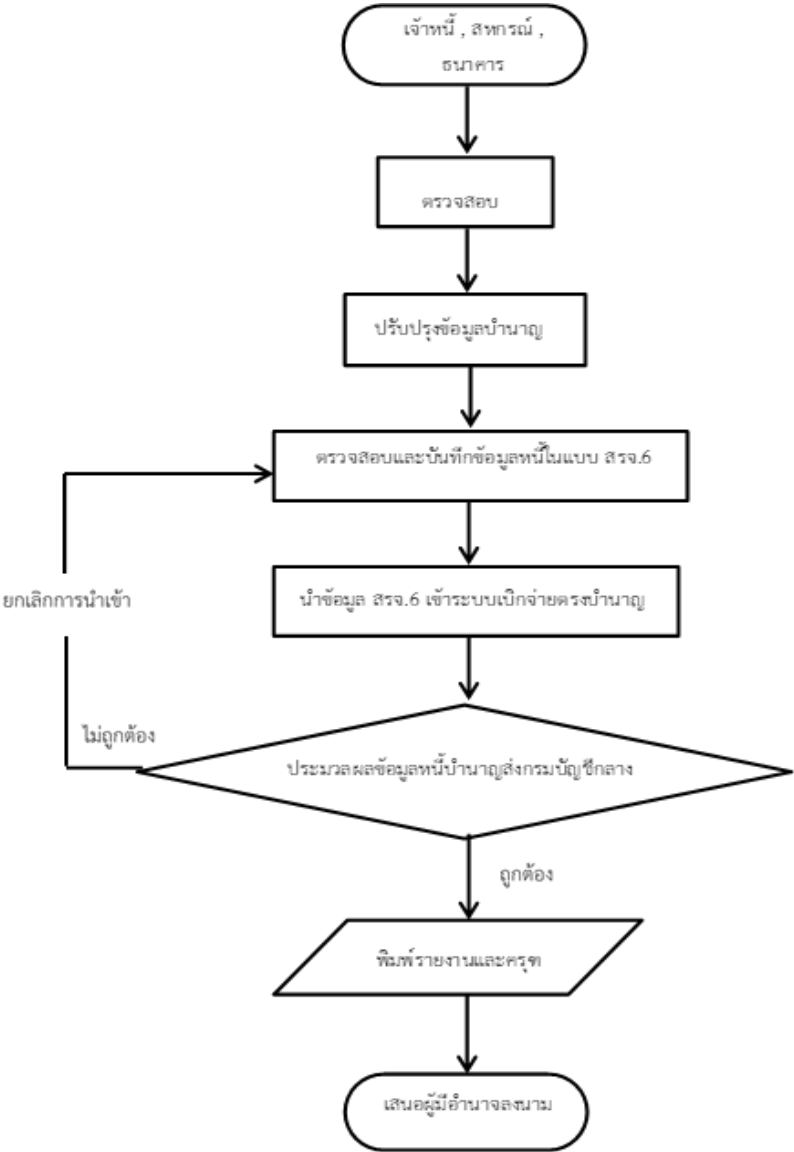 เจ้าหนี้ , สหกรณ์ ,
ธนาคาร
ตรวจสอบ
ปรับปรุงข้อมูลบำนาญ
ตรวจสอบและบันทึกข้อมูลหนี้ในแบบ สรจ.6
นำข้อมูล สรจ.6 เข้าระบบเบิกจ่ายตรงบำนาญ
ยกเลิกการนำเข้า
ไม่ถูกต้อง
ประมวลผลข้อมูลหนี้บำนาญส่งกรมบัญชีกลาง
ถูกต้อง
พิมพ์รายงานและครุฑ
เสนอผู้มีอำนาจลงนาม